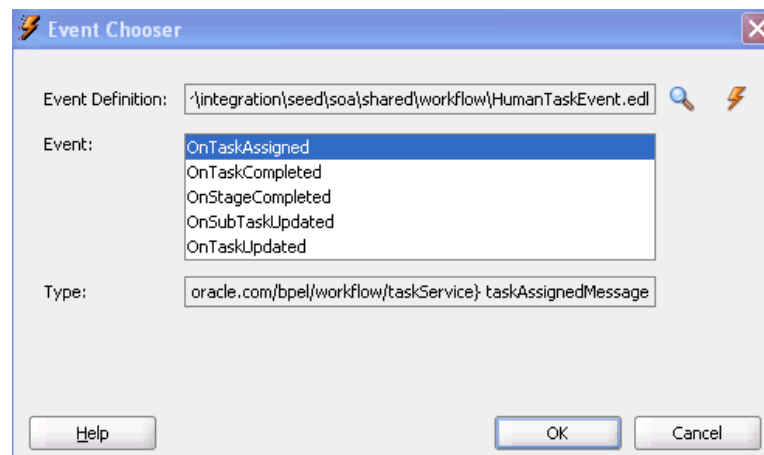 Event Chooser
Event Definition: \integration\seed\soa\shared\workflow\HumanTaskEvent.edl
Event: OnTaskAssigned
OnTaskCompleted
OnStageCompleted
OnSubTaskUpdated
OnTaskUpdated
Type: oracle.com/bpel/workflow/taskService} taskAssignedMessage
Help OK Cancel